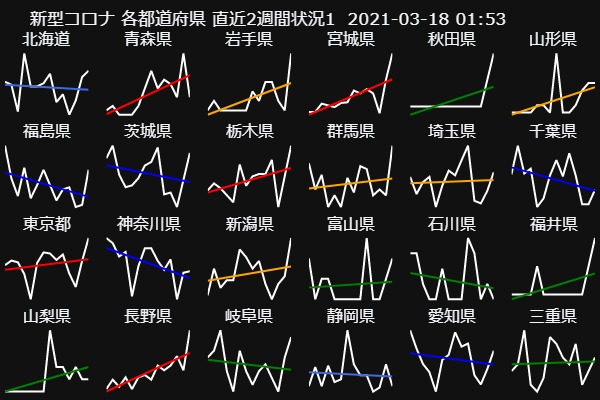 新型コロナ 各都道府県 直近2週間状況1 2021-03-18 01:53
北海道 青森県 岩手県 宮城県 秋田県 山形県
福島県 茨城県 栃木県 群馬県 埼玉県 千葉県
東京都 神奈川県 新潟県 富山県 石川県 福井県
山梨県 長野県 岐阜県 静岡県 愛知県 三重県